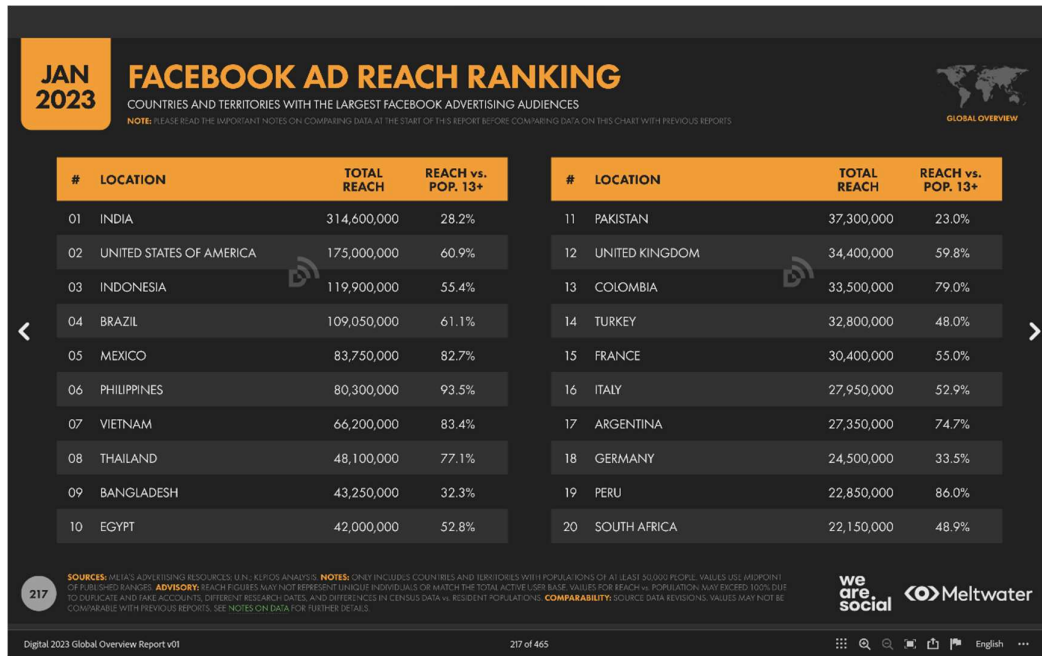 JAN
2023
FACEBOOK AD REACH RANKING
COUNTRIES AND TERRITORIES WITH THE LARGEST FACEBOOK ADVERTISING AUDIENCES
NOTE: PLEASE READ THE IMPORTANT NOTES ON COMPARING DATA AT THE START OF THIS REPORT BEFORE COMPARING DATA ON THIS CHART WITH PREVIOUS REPORTS
GLOBAL OVERVIEW
# LOCATION TOTAL REACH REACH vs. POP. 13+
01 INDIA 314,600,000 28.2%
02 UNITED STATES OF AMERICA 175,000,000 60.9%
03 INDONESIA 119,900,000 55.4%
04 BRAZIL 109,050,000 61.1%
05 MEXICO 83,750,000 82.7%
06 PHILIPPINES 80,300,000 93.5%
07 VIETNAM 66,200,000 83.4%
08 THAILAND 48,100,000 77.1%
09 BANGLADESH 43,250,000 32.3%
10 EGYPT 42,000,000 52.8%
# LOCATION TOTAL REACH REACH vs. POP. 13+
11 PAKISTAN 37,300,000 23.0%
12 UNITED KINGDOM 34,400,000 59.8%
13 COLOMBIA 33,500,000 79.0%
14 TURKEY 32,800,000 48.0%
15 FRANCE 30,400,000 55.0%
16 ITALY 27,950,000 52.9%
17 ARGENTINA 27,350,000 74.7%
18 GERMANY 24,500,000 33.5%
19 PERU 22,850,000 86.0%
20 SOUTH AFRICA 22,150,000 48.9%
217
SOURCES: META'S ADVERTISING RESOURCES; U.N.; KEPIOS ANALYSIS. NOTES: ONLY INCLUDES COUNTRIES AND TERRITORIES WITH POPULATIONS OF AT LEAST 50,000 PEOPLE. VALUES USE MIDPOINT
OF PUBLISHED RANGES. ADVISORY: REACH FIGURES MAY NOT REPRESENT UNIQUE INDIVIDUALS OR MATCH THE TOTAL ACTIVE USER BASE. VALUES FOR REACH vs. POPULATION MAY EXCEED 100% DUE
TO DUPLICATE AND FAKE ACCOUNTS, DIFFERENT RESEARCH DATES, AND DIFFERENCES IN CENSUS DATA vs. RESIDENT POPULATIONS. COMPARABILITY: SOURCE DATA REVISIONS. VALUES MAY NOT BE
COMPARABLE WITH PREVIOUS REPORTS. SEE NOTES ON DATA FOR FURTHER DETAILS.
we
are.
social
Meltwater
Digital 2023 Global Overview Report v01
217 of 465
English